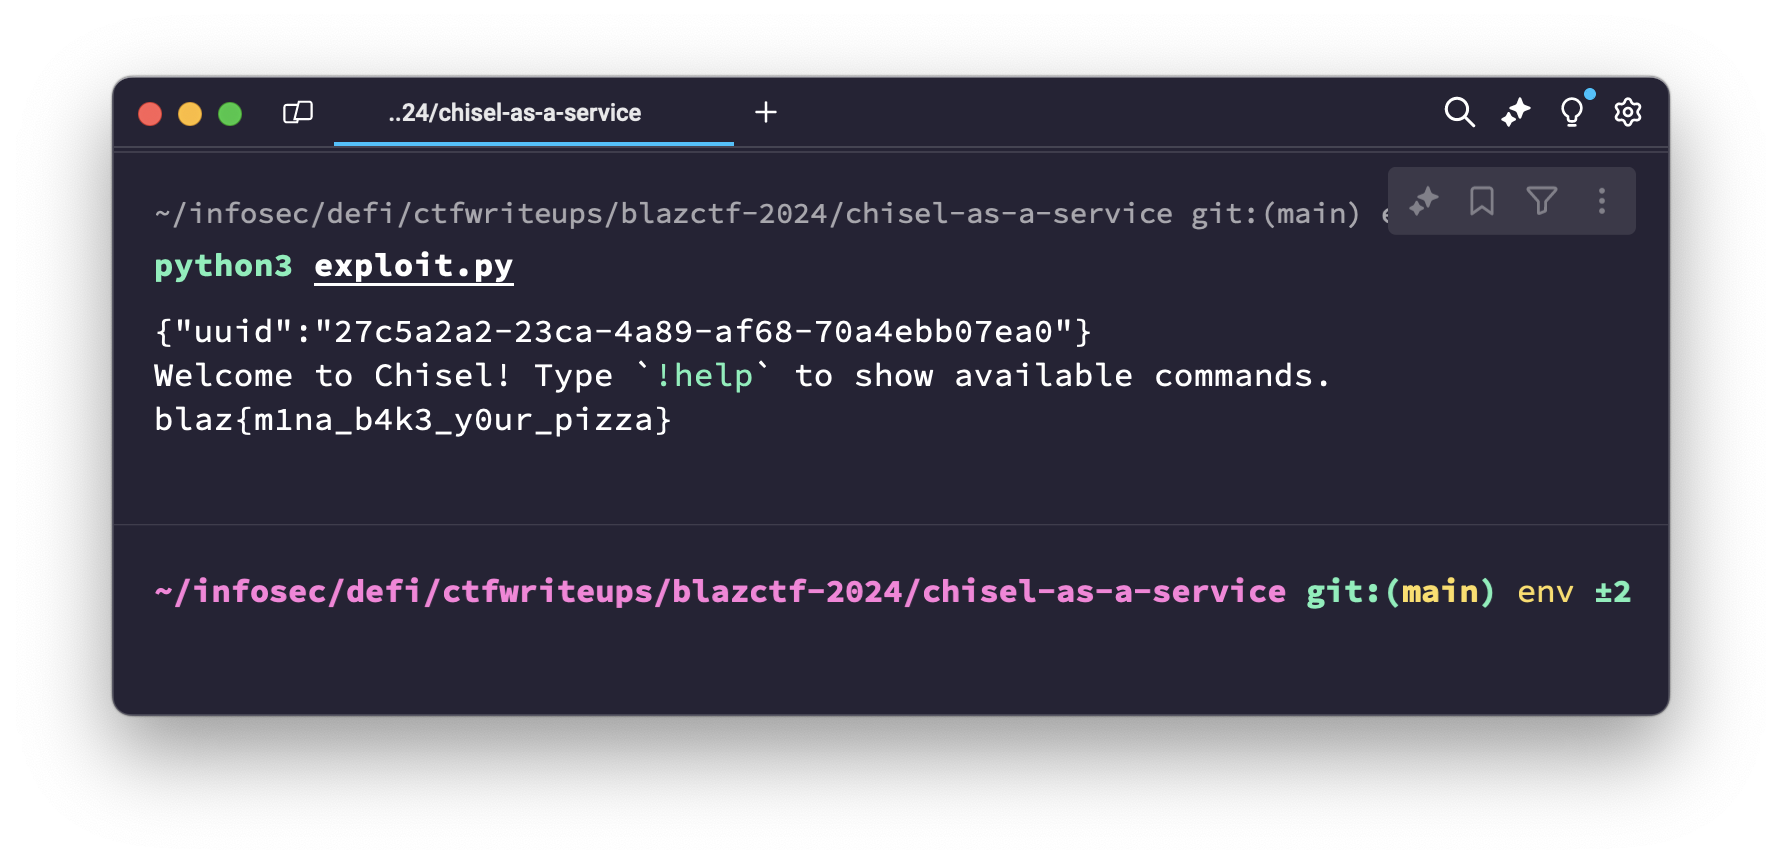 ..24/chisel-as-a-service
~/infosec/defi/ctfwriteups/blazctf-2024/chisel-as-a-service git:(main)
python3 exploit.py
{"uuid":"27c5a2a2-23ca-4a89-af68-70a4ebb07ea0"}
Welcome to Chisel! Type `!help` to show available commands.
blaz{m1na_b4k3_y0ur_pizza}
~/infosec/defi/ctfwriteups/blazctf-2024/chisel-as-a-service git:(main) env ±2